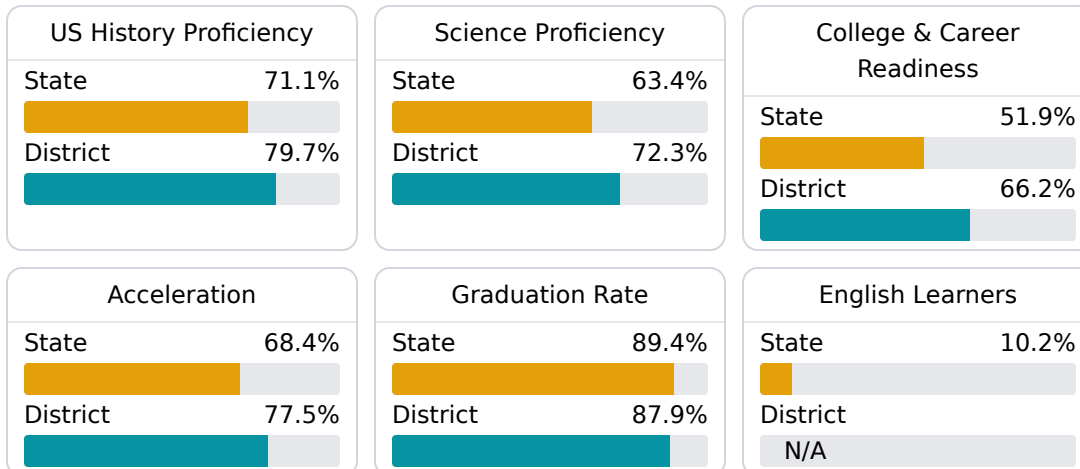 US History Proficiency
State 71.1%
District 79.7%
Science Proficiency
State 63.4%
District 72.3%
College & Career
Readiness
State 51.9%
District 66.2%
Acceleration
State 68.4%
District 77.5%
Graduation Rate
State 89.4%
District 87.9%
English Learners
State 10.2%
District
N/A